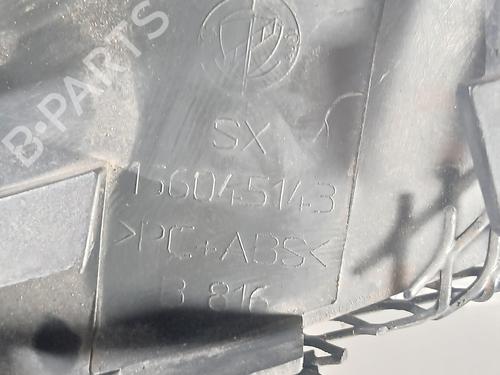 B-PARTS
SX
156045143
>PC+ABS<
B 816